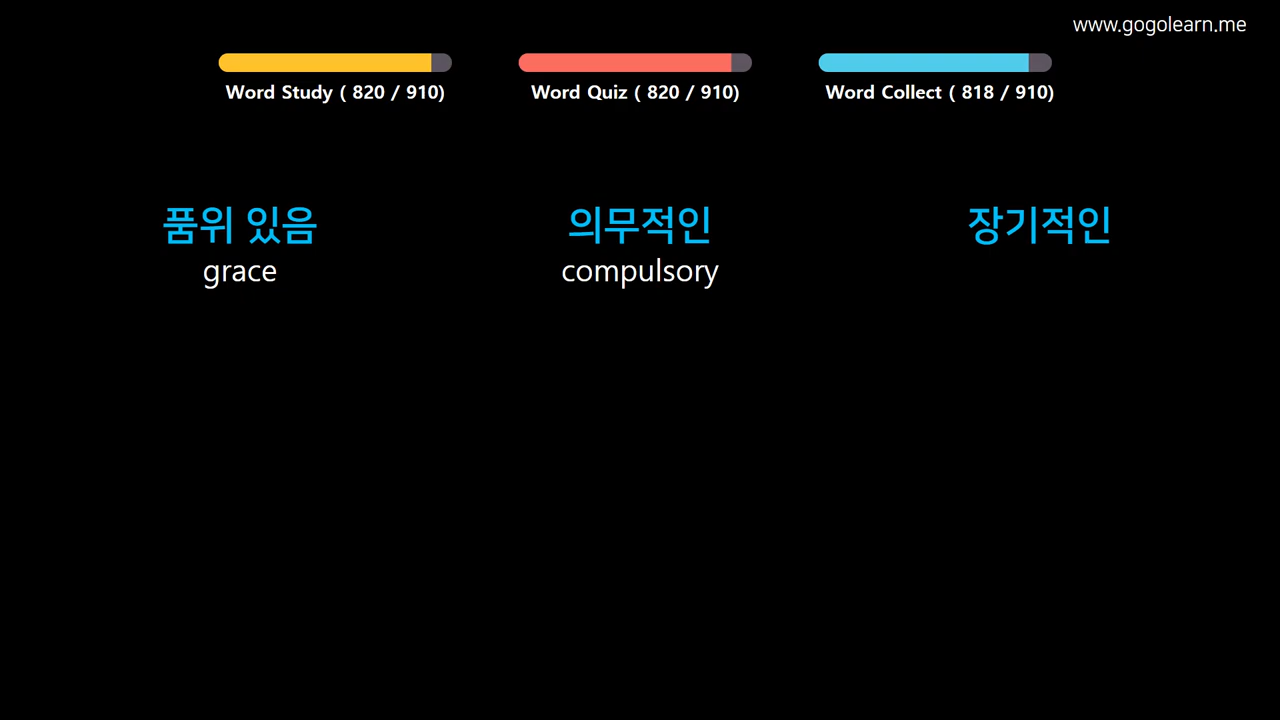 www.gogolearn.me
Word Study ( 820 / 910)
Word Quiz ( 820 / 910)
Word Collect ( 818 / 910)
품위 있음
grace
의무적인
compulsory
장기적인